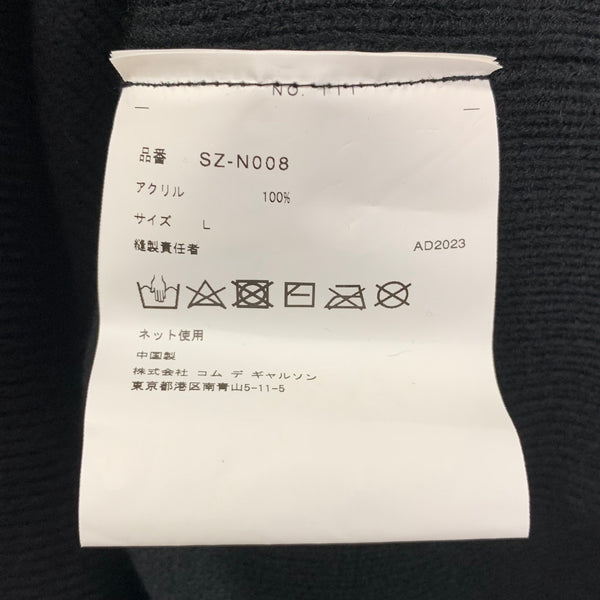 NO. 111
品番 SZ-N008
アクリル 100%
サイズ L
縫製責任者 AD2023
ネット使用
中国製
株式会社 コム デ ギャルソン
東京都港区南青山5-11-5